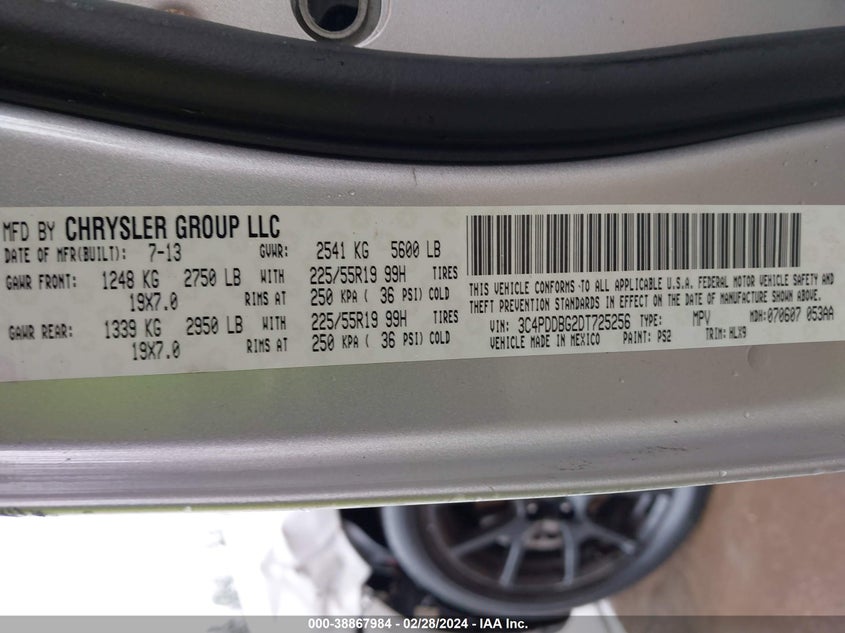 MFD BY CHRYSLER GROUP LLC
DATE OF MFR(BUILT): 7-13 GVWR: 2541 KG 5600 LB
GAWR FRONT: 1248 KG 2750 LB WITH 225/55R19 99H TIRES
19X7.0 RIMS AT 250 KPA ( 36 PSI) COLD
GAWR REAR: 1339 KG 2950 LB WITH 225/55R19 99H TIRES
19X7.0 RIMS AT 250 KPA ( 36 PSI) COLD
THIS VEHICLE CONFORMS TO ALL APPLICABLE U.S.A. FEDERAL MOTOR VEHICLE SAFETY AND
THEFT PREVENTION STANDARDS IN EFFECT ON THE DATE OF MANUFACTURE SHOWN ABOVE.
VIN: 3C4PDDBG2DT725256 TYPE: MPV MDH:070607 053AA
VEHICLE MADE IN MEXICO PAINT: PS2 TRIM: HLX9
000-38867984 - 02/28/2024 - IAA Inc.